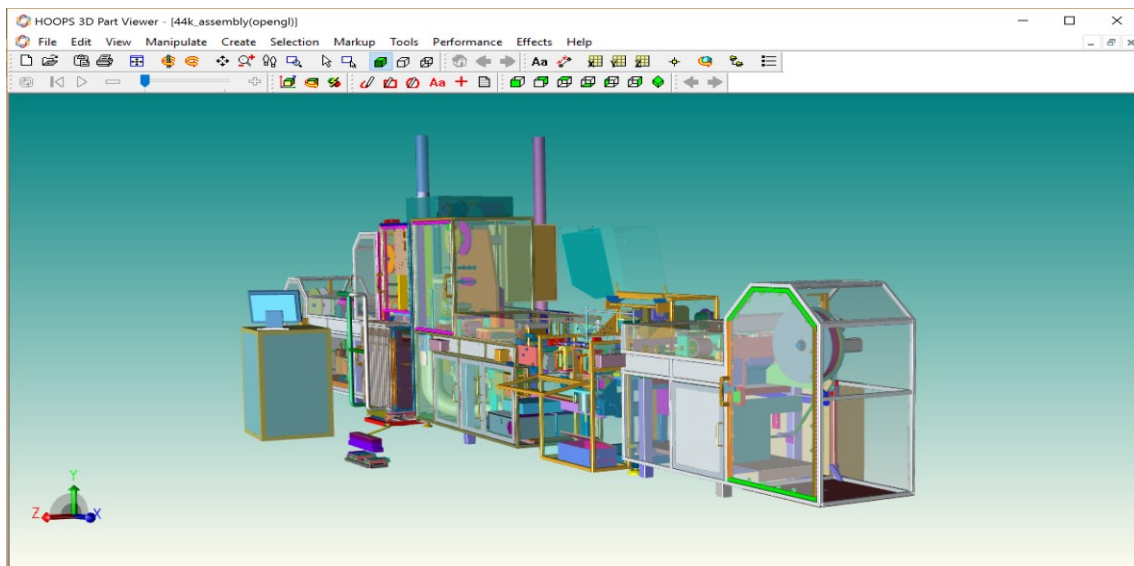 HOOPS 3D Part Viewer - [44k_assembly(opengl)]
File Edit View Manipulate Create Selection Markup Tools Performance Effects Help
Aa X Y Z
Aa
Y
Z X